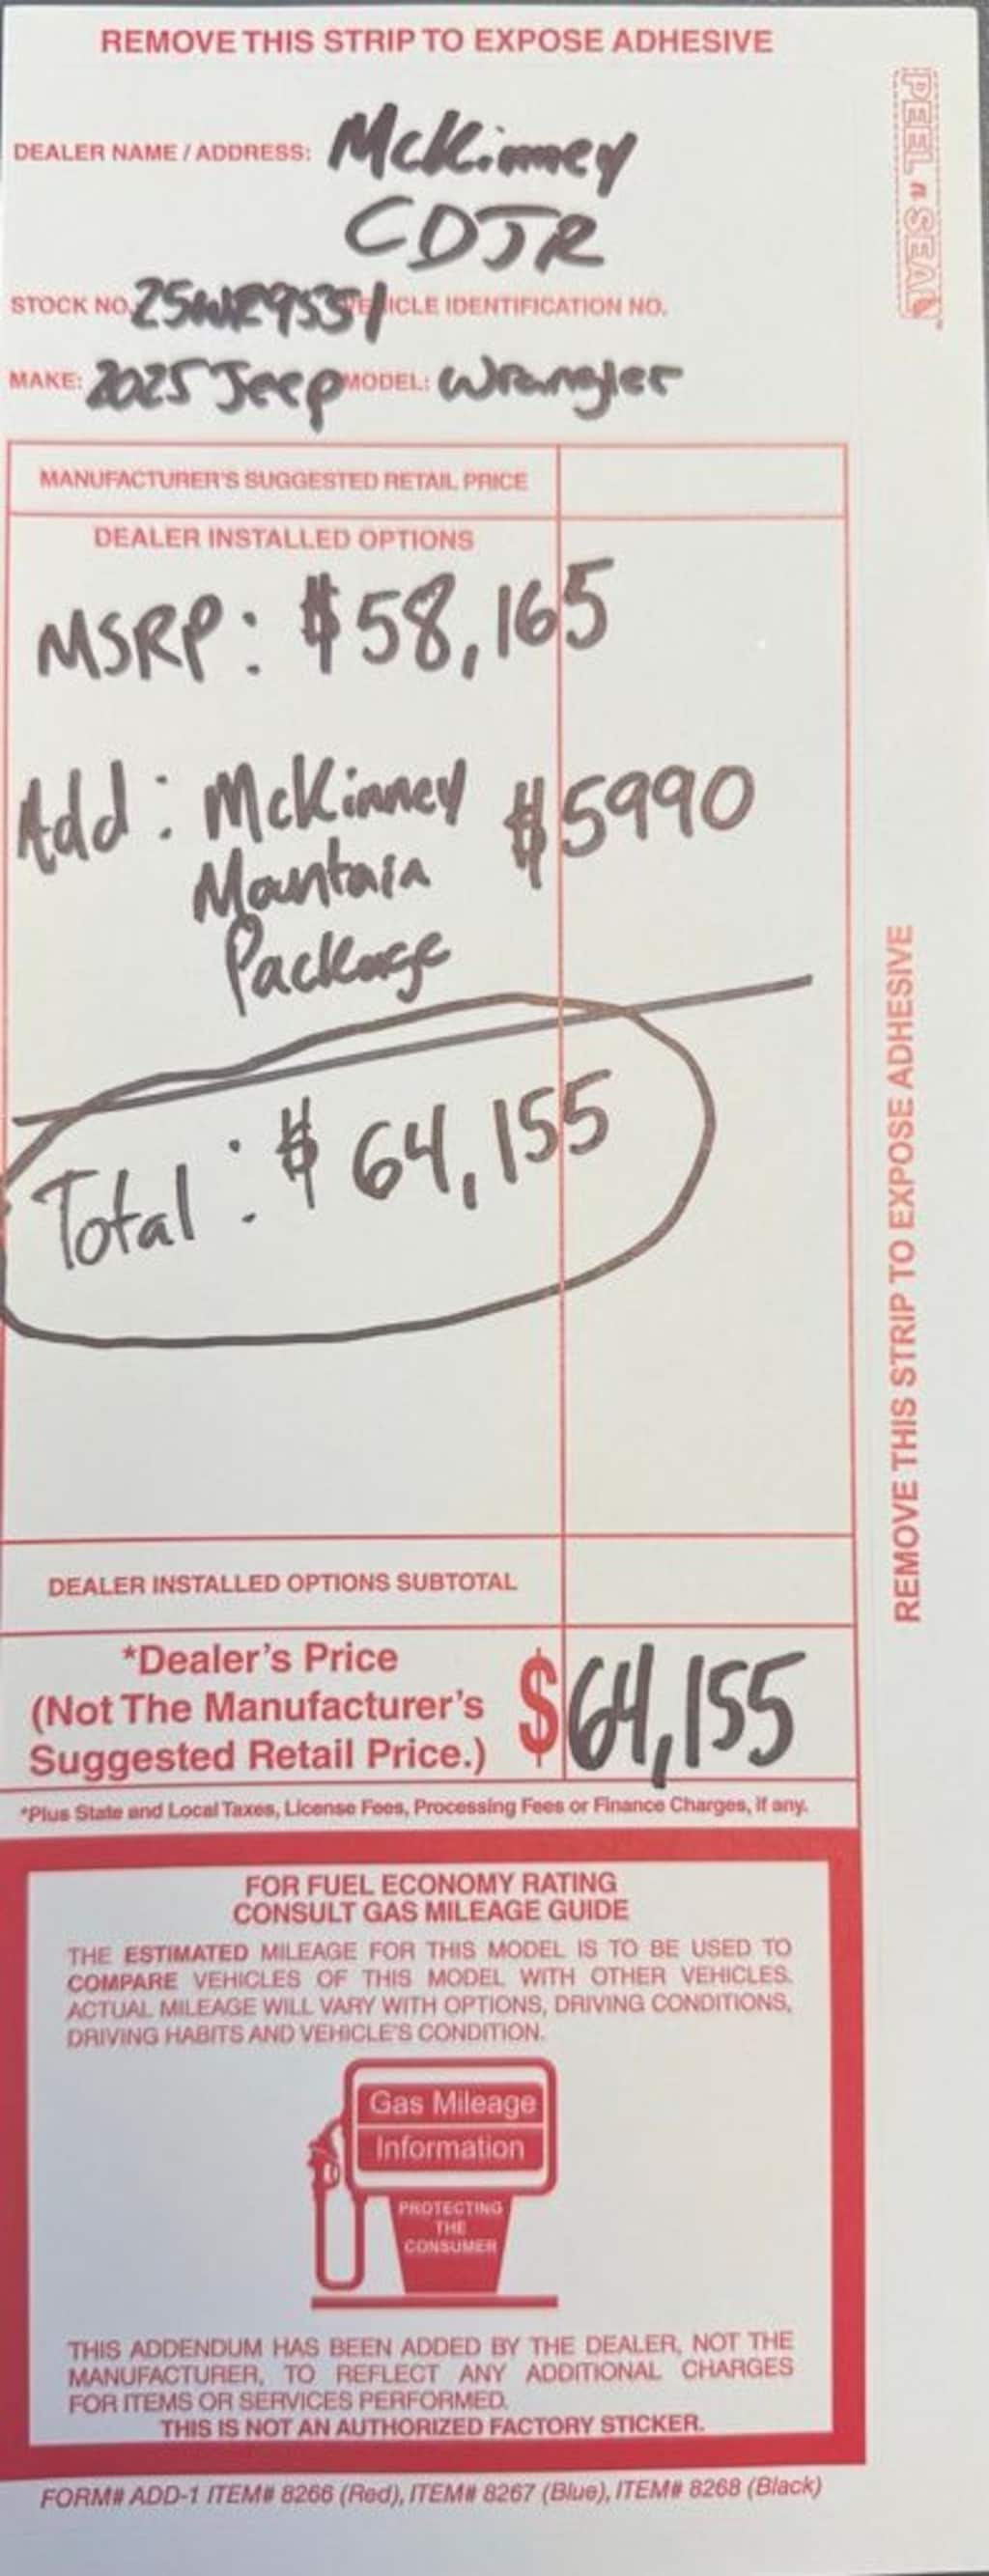 REMOVE THIS STRIP TO EXPOSE ADHESIVE
PEEL n SEAL
DEALER NAME / ADDRESS: McKinney
CDJR
STOCK NO. 25WR9551 VEHICLE IDENTIFICATION NO.
MAKE: 2025 Jeep MODEL: Wrangler
MANUFACTURER'S SUGGESTED RETAIL PRICE
DEALER INSTALLED OPTIONS
MSRP: $58,165
Add: McKinney $5990
Mountain
Package
REMOVE THIS STRIP TO EXPOSE ADHESIVE
Total: $64,155
DEALER INSTALLED OPTIONS SUBTOTAL
*Dealer's Price
(Not The Manufacturer's
Suggested Retail Price.) $64,155
*Plus State and Local Taxes, License Fees, Processing Fees or Finance Charges, if any.
FOR FUEL ECONOMY RATING
CONSULT GAS MILEAGE GUIDE
THE ESTIMATED MILEAGE FOR THIS MODEL IS TO BE USED TO
COMPARE VEHICLES OF THIS MODEL WITH OTHER VEHICLES.
ACTUAL MILEAGE WILL VARY WITH OPTIONS, DRIVING CONDITIONS,
DRIVING HABITS AND VEHICLE'S CONDITION.
Gas Mileage
Information
PROTECTING
THE
CONSUMER
THIS ADDENDUM HAS BEEN ADDED BY THE DEALER, NOT THE
MANUFACTURER, TO REFLECT ANY ADDITIONAL CHARGES
FOR ITEMS OR SERVICES PERFORMED.
THIS IS NOT AN AUTHORIZED FACTORY STICKER.
FORM# ADD-1 ITEM# 8266 (Red), ITEM# 8267 (Blue), ITEM# 8268 (Black)